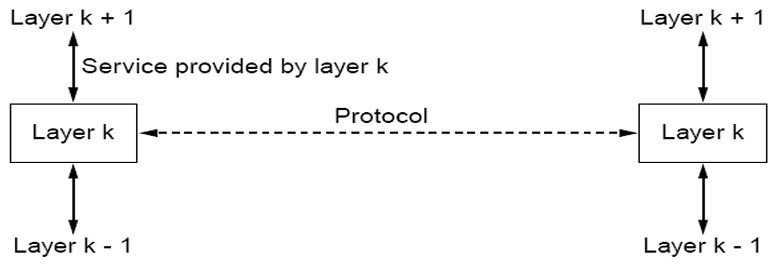 Layer k + 1
Layer k + 1
Service provided by layer k
Protocol
Layer k
Layer k
Layer k - 1
Layer k - 1